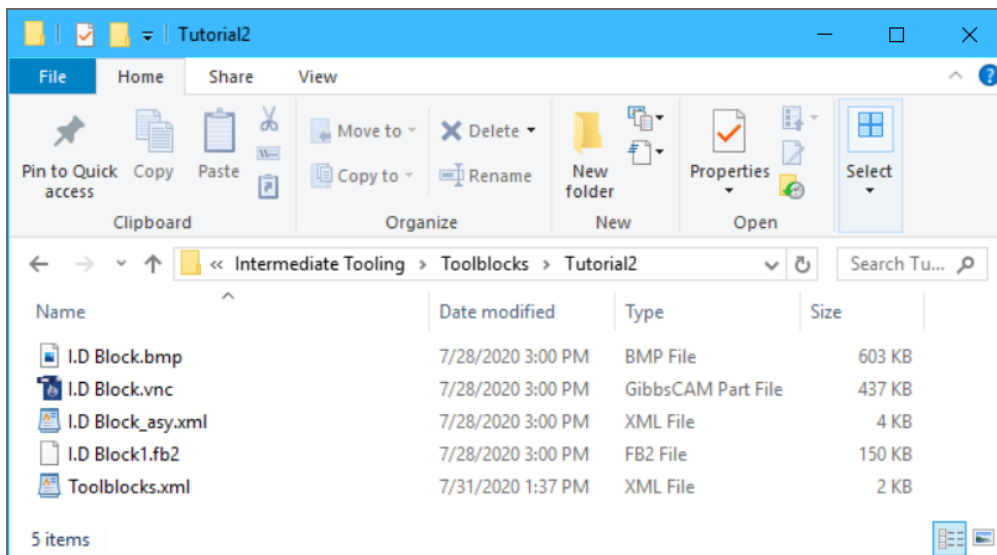 Tutorial2
File Home Share View
Pin to Quick access
Copy
Paste
Move to
Copy to
Delete
Rename
New folder
Properties
Select
Clipboard Organize New Open
« Intermediate Tooling > Toolblocks > Tutorial2 Search Tu...
Name Date modified Type Size
I.D Block.bmp 7/28/2020 3:00 PM BMP File 603 KB
I.D Block.vnc 7/28/2020 3:00 PM GibbsCAM Part File 437 KB
I.D Block_asy.xml 7/28/2020 3:00 PM XML File 4 KB
I.D Block1.fb2 7/28/2020 3:00 PM FB2 File 150 KB
Toolblocks.xml 7/31/2020 1:37 PM XML File 2 KB
5 items